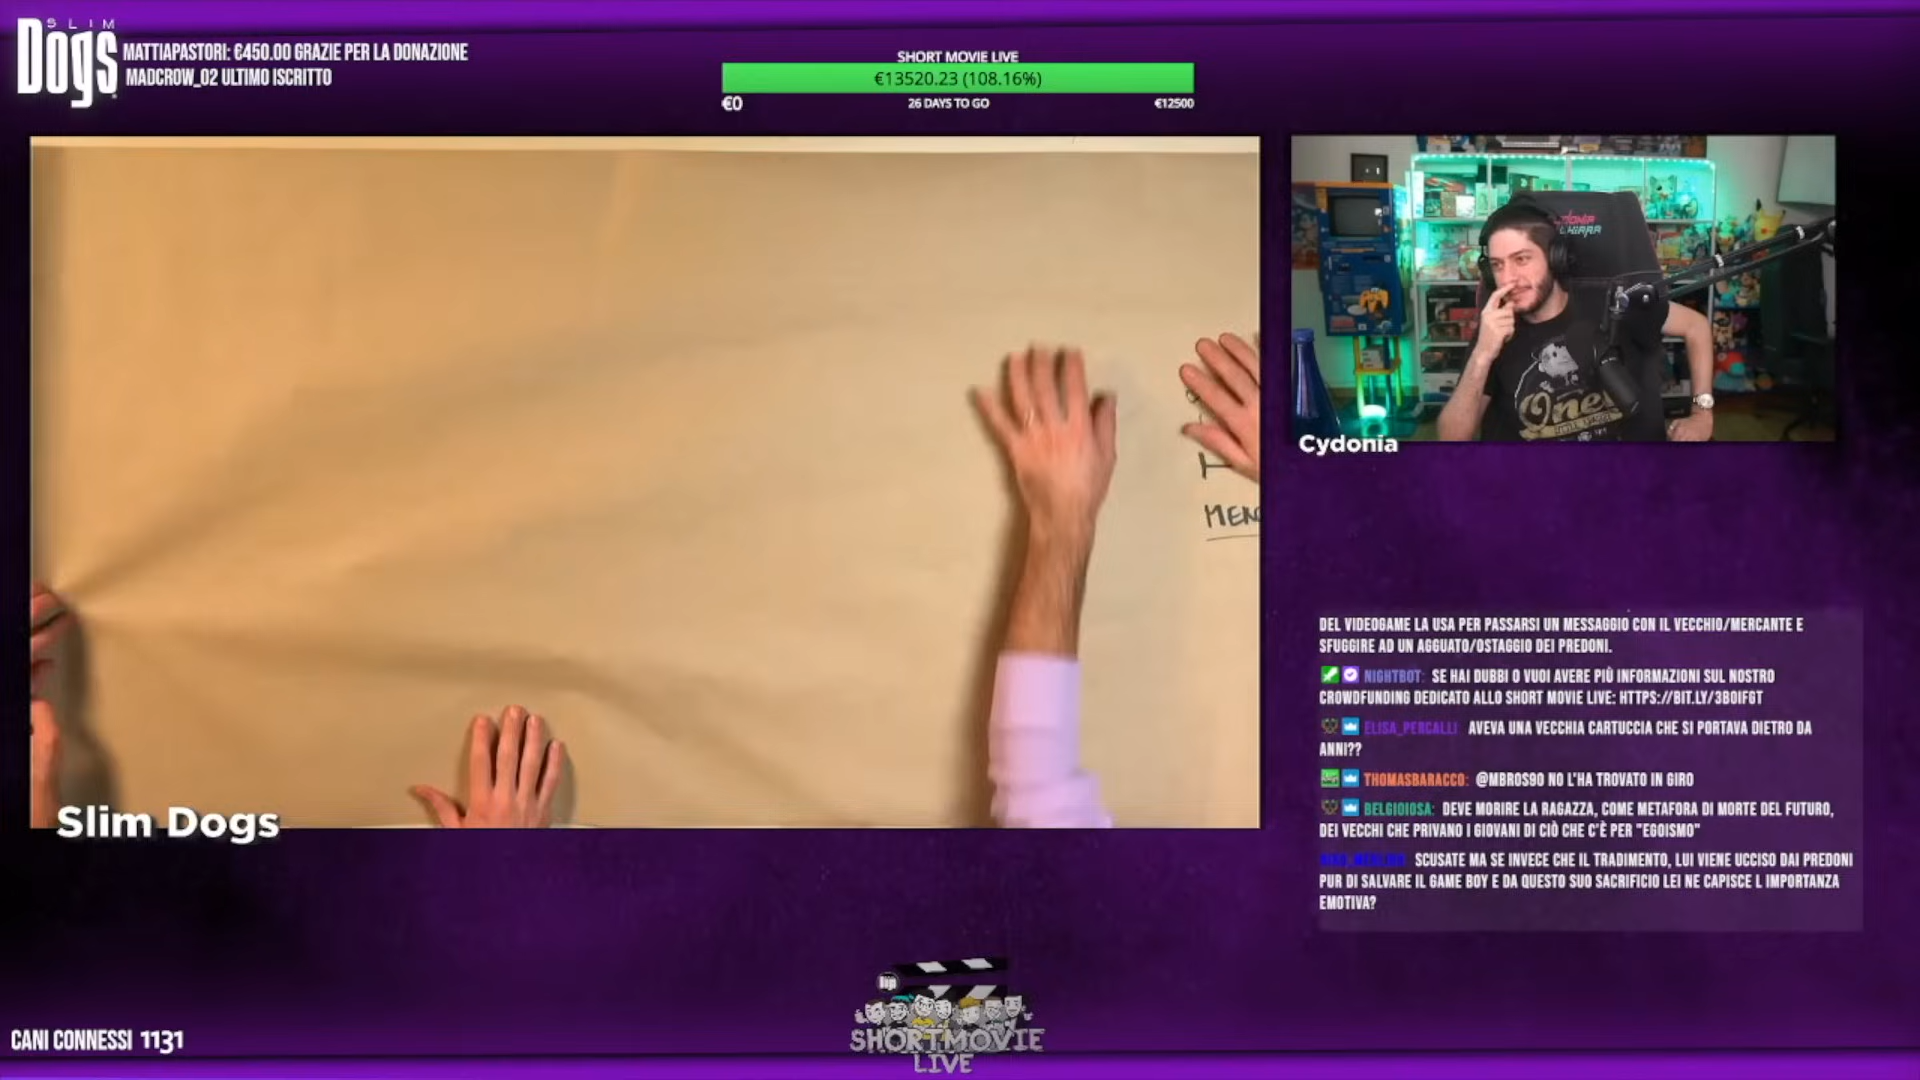 SLIM
Dogs
MATTIAPASTORI: €450.00 GRAZIE PER LA DONAZIONE
MADCROW_02 ULTIMO ISCRITTO
SHORT MOVIE LIVE
€13520.23 (108.16%)
€0
26 DAYS TO GO
€12500
One
MEN
Slim Dogs
Cydonia
DEL VIDEOGAME LA USA PER PASSARSI UN MESSAGGIO CON IL VECCHIO/MERCANTE E
SFUGGIRE AD UN AGGUATO/OSTAGGIO DEI PREDONI.
NIGHTBOT: SE HAI DUBBI O VUOI AVERE PIÙ INFORMAZIONI SUL NOSTRO
CROWDFUNDING DEDICATO ALLO SHORT MOVIE LIVE: HTTPS://BIT.LY/3BOIFGT
ELISA_PERCALLI: AVEVA UNA VECCHIA CARTUCCIA CHE SI PORTAVA DIETRO DA
ANNI??
THOMASBARACCO: @MBROS90 NO L'HA TROVATO IN GIRO
BELGIOIOSA: DEVE MORIRE LA RAGAZZA, COME METAFORA DI MORTE DEL FUTURO,
DEI VECCHI CHE PRIVANO I GIOVANI DI CIÒ CHE C'È PER "EGOISMO"
SCUSATE MA SE INVECE CHE IL TRADIMENTO, LUI VIENE UCCISO DAI PREDONI
PUR DI SALVARE IL GAME BOY E DA QUESTO SUO SACRIFICIO LEI NE CAPISCE L IMPORTANZA
EMOTIVA?
CANI CONNESSI 1131
SHORTMOVIE
LIVE